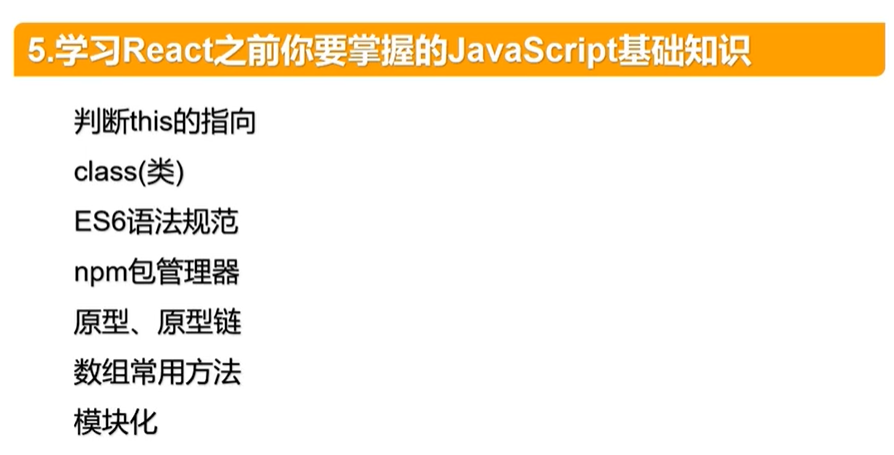 5.学习React之前你要掌握的JavaScript基础知识
判断this的指向
class(类)
ES6语法规范
npm包管理器
原型、原型链
数组常用方法
模块化